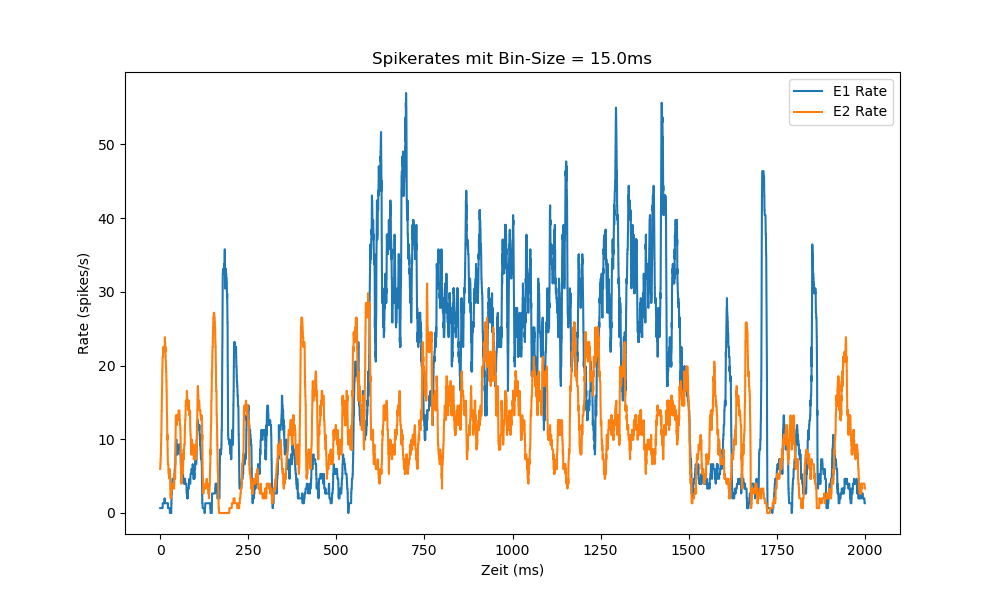 Spikerates mit Bin-Size = 15.0ms
E1 Rate
E2 Rate
Rate (spikes/s)
50
40
30
20
10
0
0 250 500 750 1000 1250 1500 1750 2000
Zeit (ms)